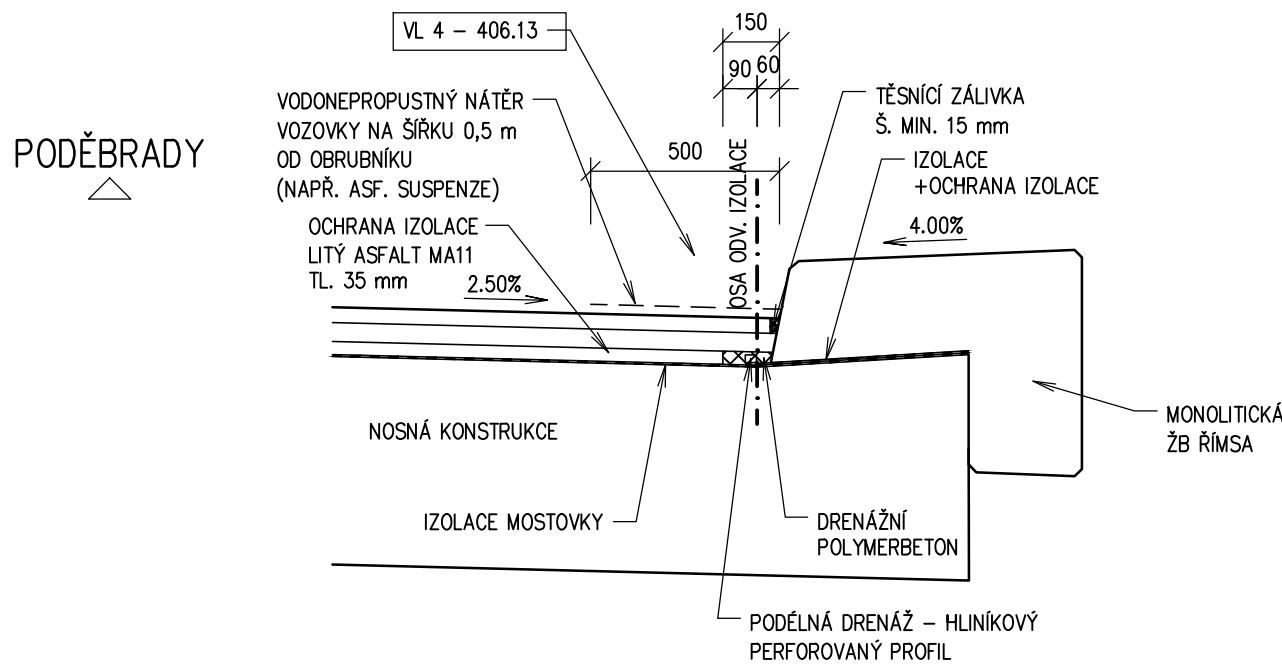 VL 4 – 406.13
150
90 60
VODONEPROPUSTNÝ NÁTĚR
VOZOVKY NA ŠÍŘKU 0,5 m
OD OBRUBNÍKU
(NAPŘ. ASF. SUSPENZE)
TĚSNÍCÍ ZÁLIVKA
Š. MIN. 15 mm
PODĚBRADY
500
OSA ODV. IZOLACE
IZOLACE
+OCHRANA IZOLACE
OCHRANA IZOLACE
LITÝ ASFALT MA11
TL. 35 mm
2.50%
4.00%
NOSNÁ KONSTRUKCE
MONOLITICKÁ
ŽB ŘÍMSA
IZOLACE MOSTOVKY
DRENÁŽNÍ
POLYMERBETON
PODÉLNÁ DRENÁŽ – HLINÍKOVÝ
PERFOROVANÝ PROFIL